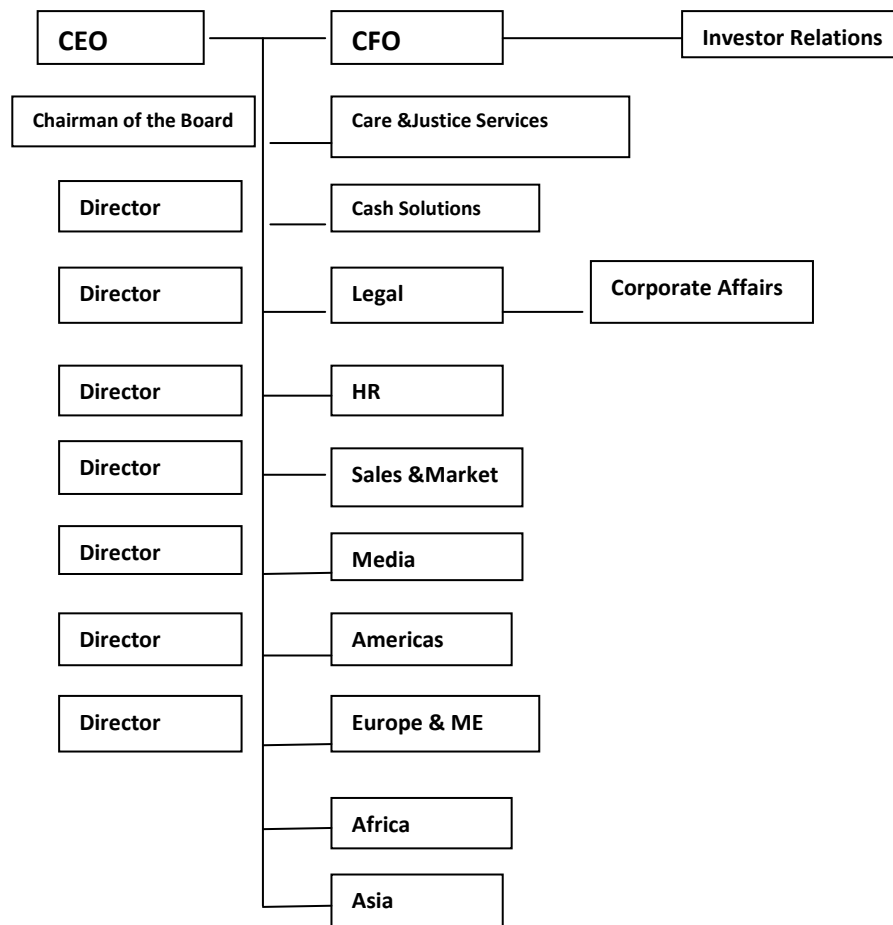 CEO
CFO
Investor Relations
Chairman of the Board
Care &Justice Services
Director
Cash Solutions
Director
Legal
Corporate Affairs
Director
HR
Director
Sales &Market
Director
Media
Director
Americas
Director
Europe & ME
Africa
Asia